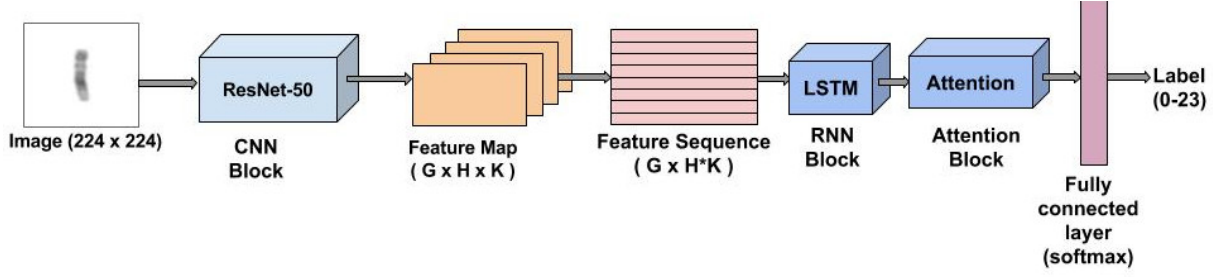 Image (224 x 224)
ResNet-50
CNN
Block
Feature Map
( G x H x K )
Feature Sequence
( G x H*K )
LSTM
RNN
Block
Attention
Attention
Block
Fully
connected
layer
(softmax)
Label
(0-23)